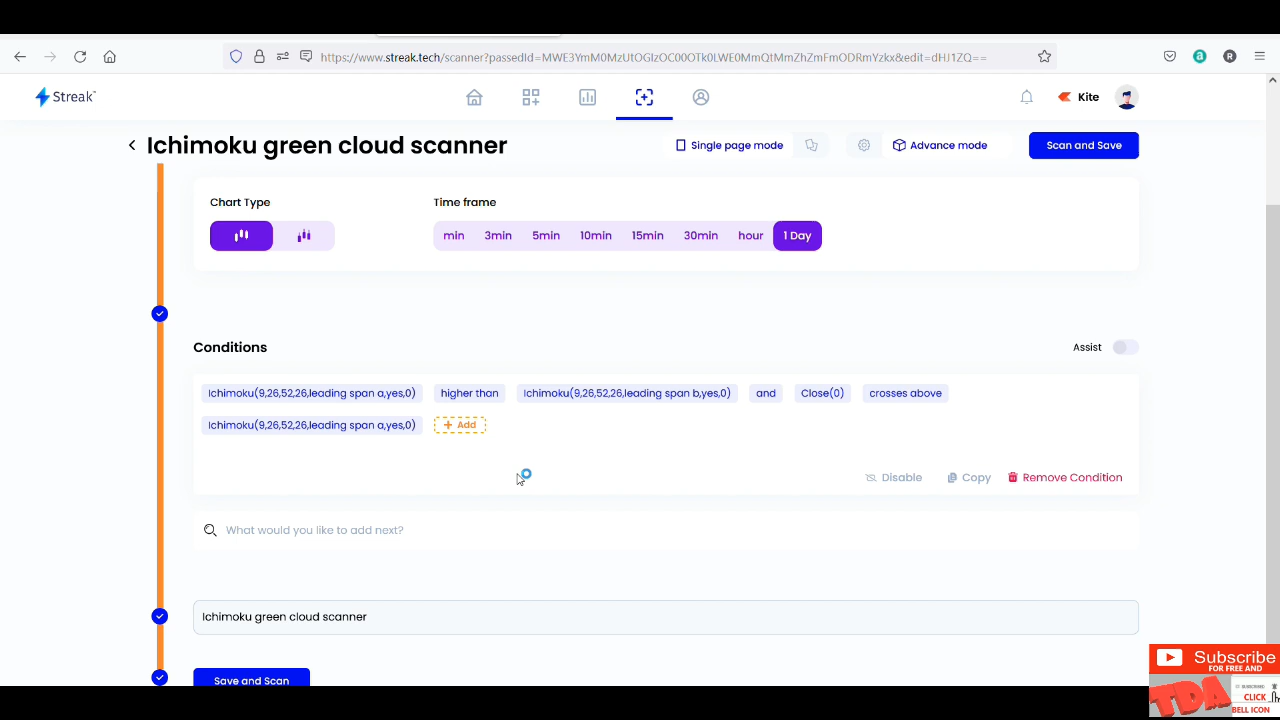 https://www.streak.tech/scanner?passedId=MWE2YmM0MzUtOGIzOC00OTk0LWE0MmQtMmZhZmFmODRmYzkx&edit=dHJ1ZQ==
Streak
Kite
Ichimoku green cloud scanner
Single page mode
Advance mode
Scan and Save
Chart Type
Time frame
min 3min 5min 10min 15min 30min hour 1 Day
Conditions
Assist
Ichimoku(9,26,52,26,leading span a,yes,0) higher than Ichimoku(9,26,52,26,leading span b,yes,0) and Close(0) crosses above
Ichimoku(9,26,52,26,leading span a,yes,0) + Add
Disable Copy Remove Condition
What would you like to add next?
Ichimoku green cloud scanner
Save and Scan
Subscribe
FOR FREE AND
TDA
SUBSCRIBED
CLICK
BELL ICON